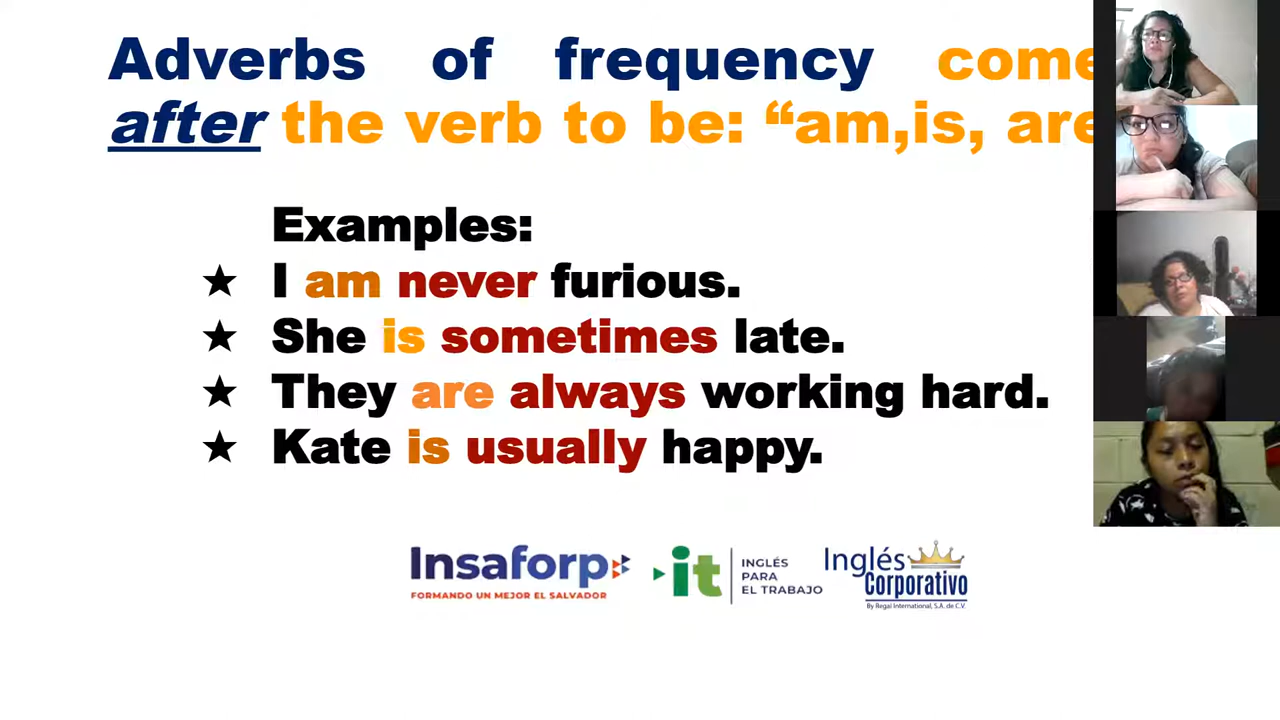 Adverbs of frequency come
after the verb to be: “am,is, are
Examples:
★ I am never furious.
★ She is sometimes late.
★ They are always working hard.
★ Kate is usually happy.
Insaforp
FORMANDO UN MEJOR EL SALVADOR
it
INGLÉS
PARA
EL TRABAJO
Inglés
Corporativo
By Regal International, S.A. de C.V.